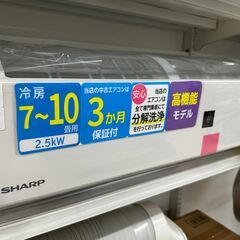 冷房
7~10
畳用
2.5kW
当店の中古エアコンは
3か月
保証付
安心
当店の
エアコンは
全て専門業者にて
分解洗浄
を行っております。
高機能
モデル
SHARP